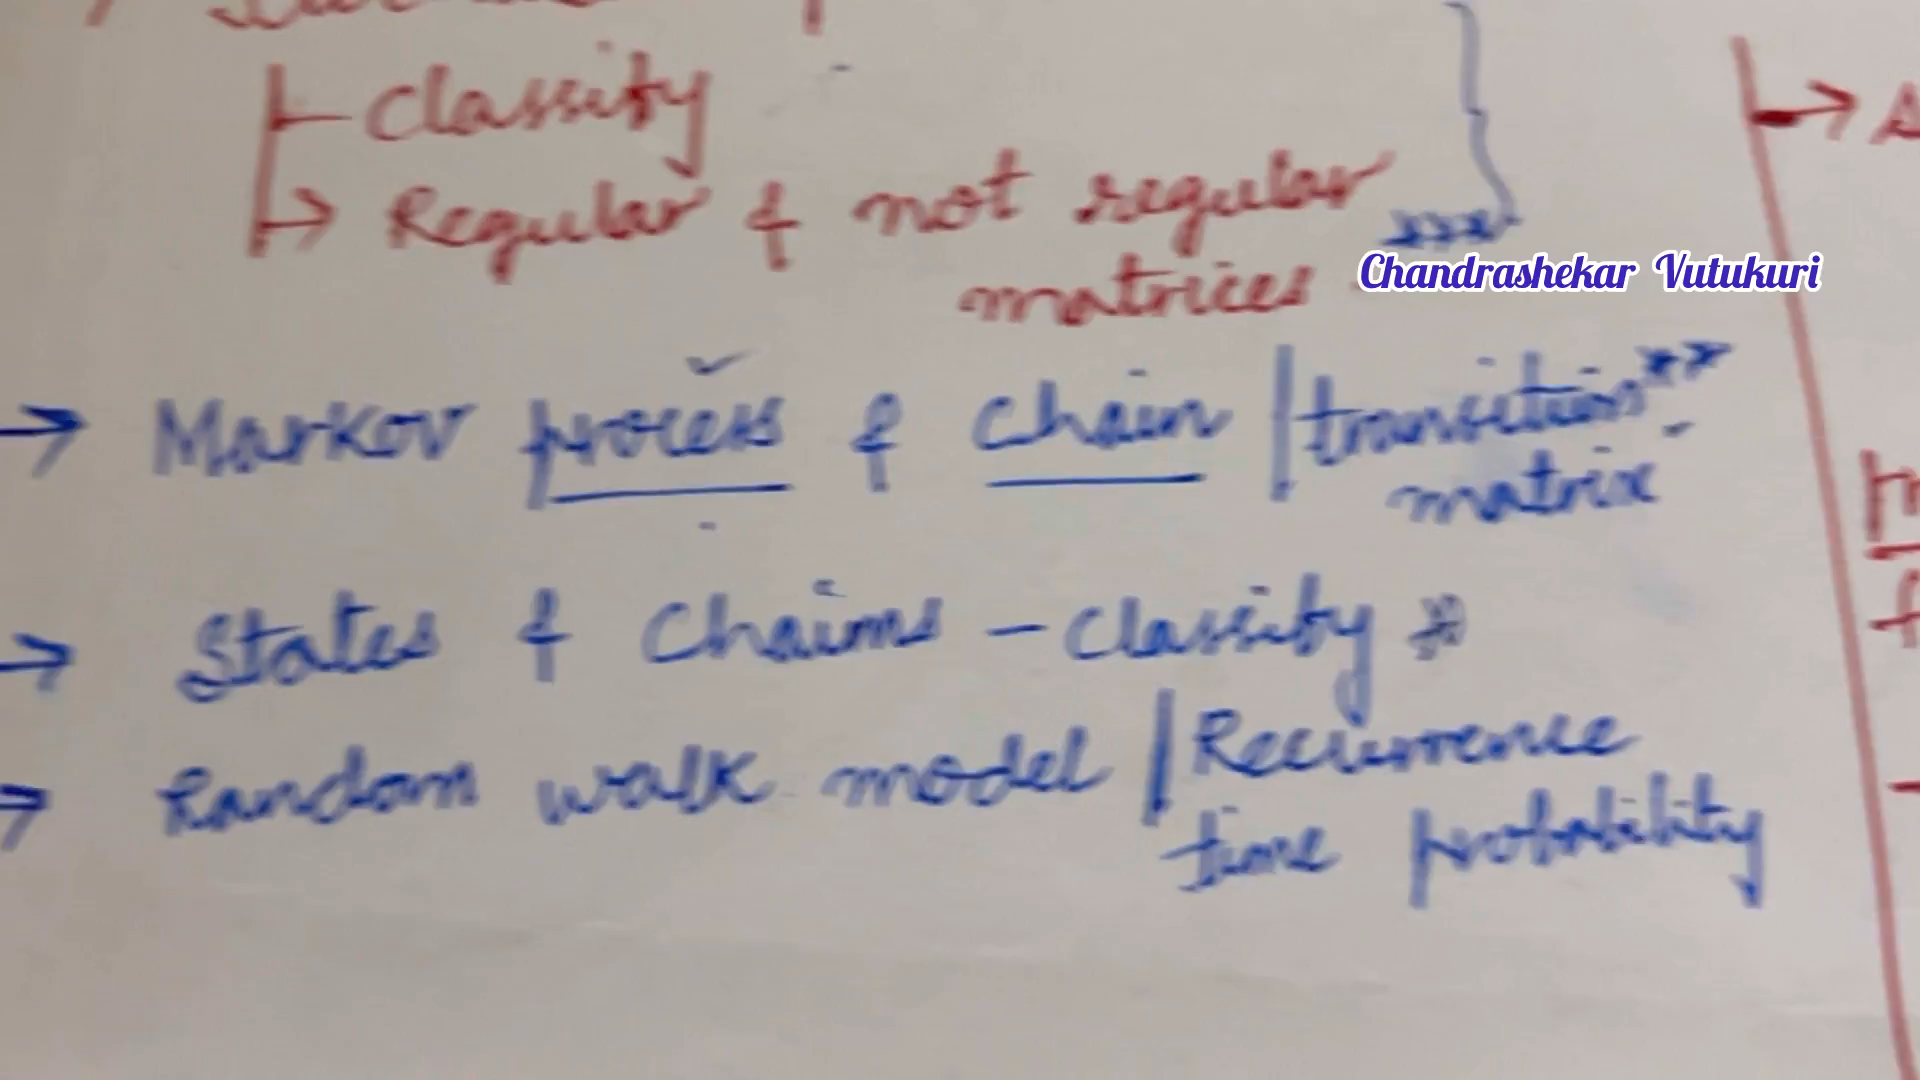 ├ Classify
→ Regular & not regular
matrices
***
Chandrashekar Vutukuri
→ Markov process & chain | transition **
matrix
→ States & Chains - classify *
→ Random walk model | Recurrence
time probability